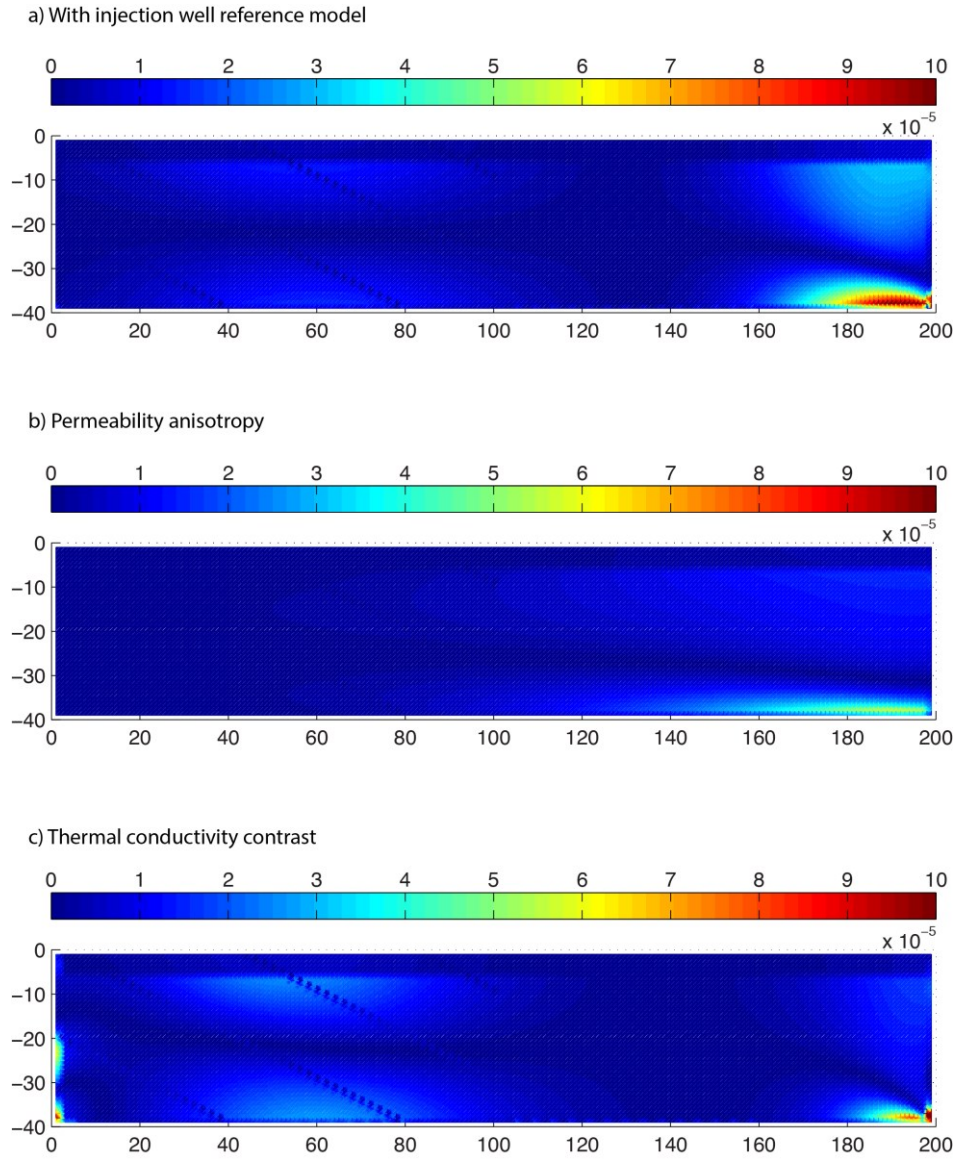 a) With injection well reference model
0 1 2 3 4 5 6 7 8 9 10
x 10⁻⁵
0
−10
−20
−30
−40
0 20 40 60 80 100 120 140 160 180 200
b) Permeability anisotropy
0 1 2 3 4 5 6 7 8 9 10
x 10⁻⁵
0
−10
−20
−30
−40
0 20 40 60 80 100 120 140 160 180 200
c) Thermal conductivity contrast
0 1 2 3 4 5 6 7 8 9 10
x 10⁻⁵
0
−10
−20
−30
−40
0 20 40 60 80 100 120 140 160 180 200